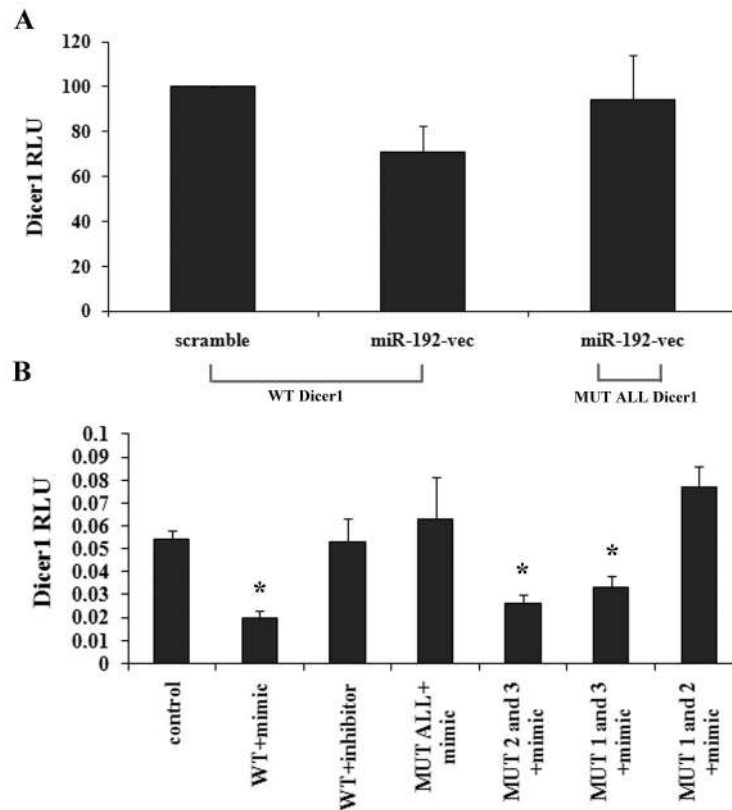 A
Dicer1 RLU
120
100
80
60
40
20
0
scramble
miR-192-vec
miR-192-vec
WT Dicer1
MUT ALL Dicer1
B
Dicer1 RLU
0.1
0.09
0.08
0.07
0.06
0.05
0.04
0.03
0.02
0.01
0
*
*
*
control
WT+mimic
WT+inhibitor
MUT ALL+
mimic
MUT 2 and 3
+mimic
MUT 1 and 3
+mimic
MUT 1 and 2
+mimic